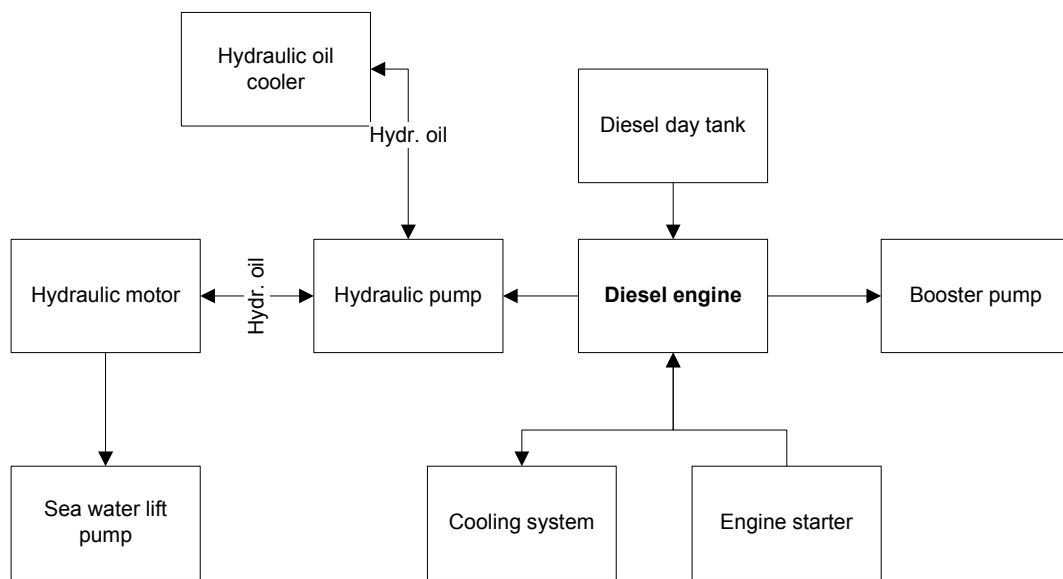 Hydraulic oil
cooler
Hydr. oil
Diesel day tank
Hydraulic motor
Hydr. oil
Hydraulic pump
Diesel engine
Booster pump
Sea water lift
pump
Cooling system
Engine starter